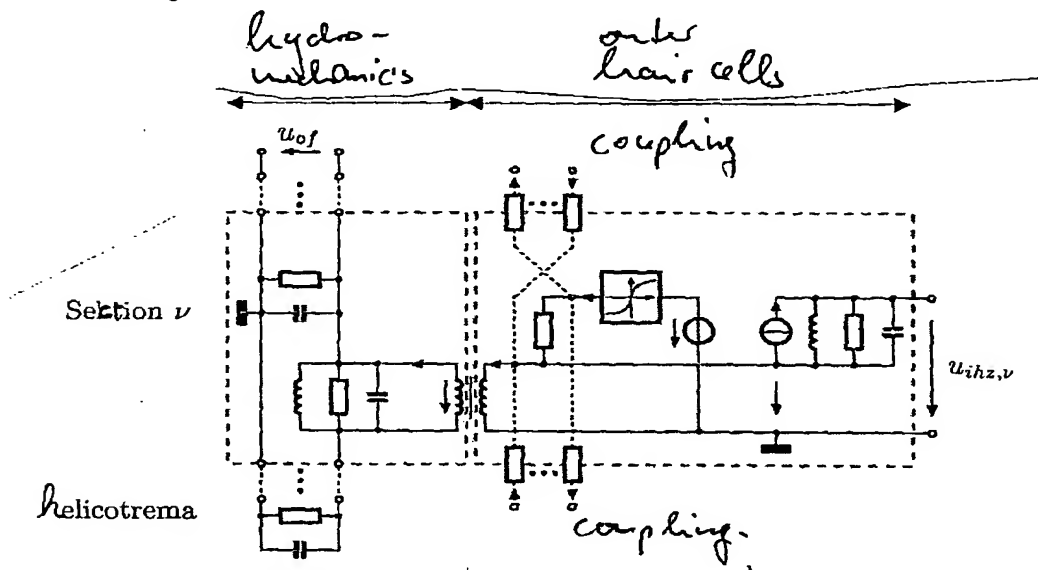 hydro-
mechanics
outer
hair cells
u_of
coupling
Sektion ν
u_ihz,ν
helicotrema
coupling.